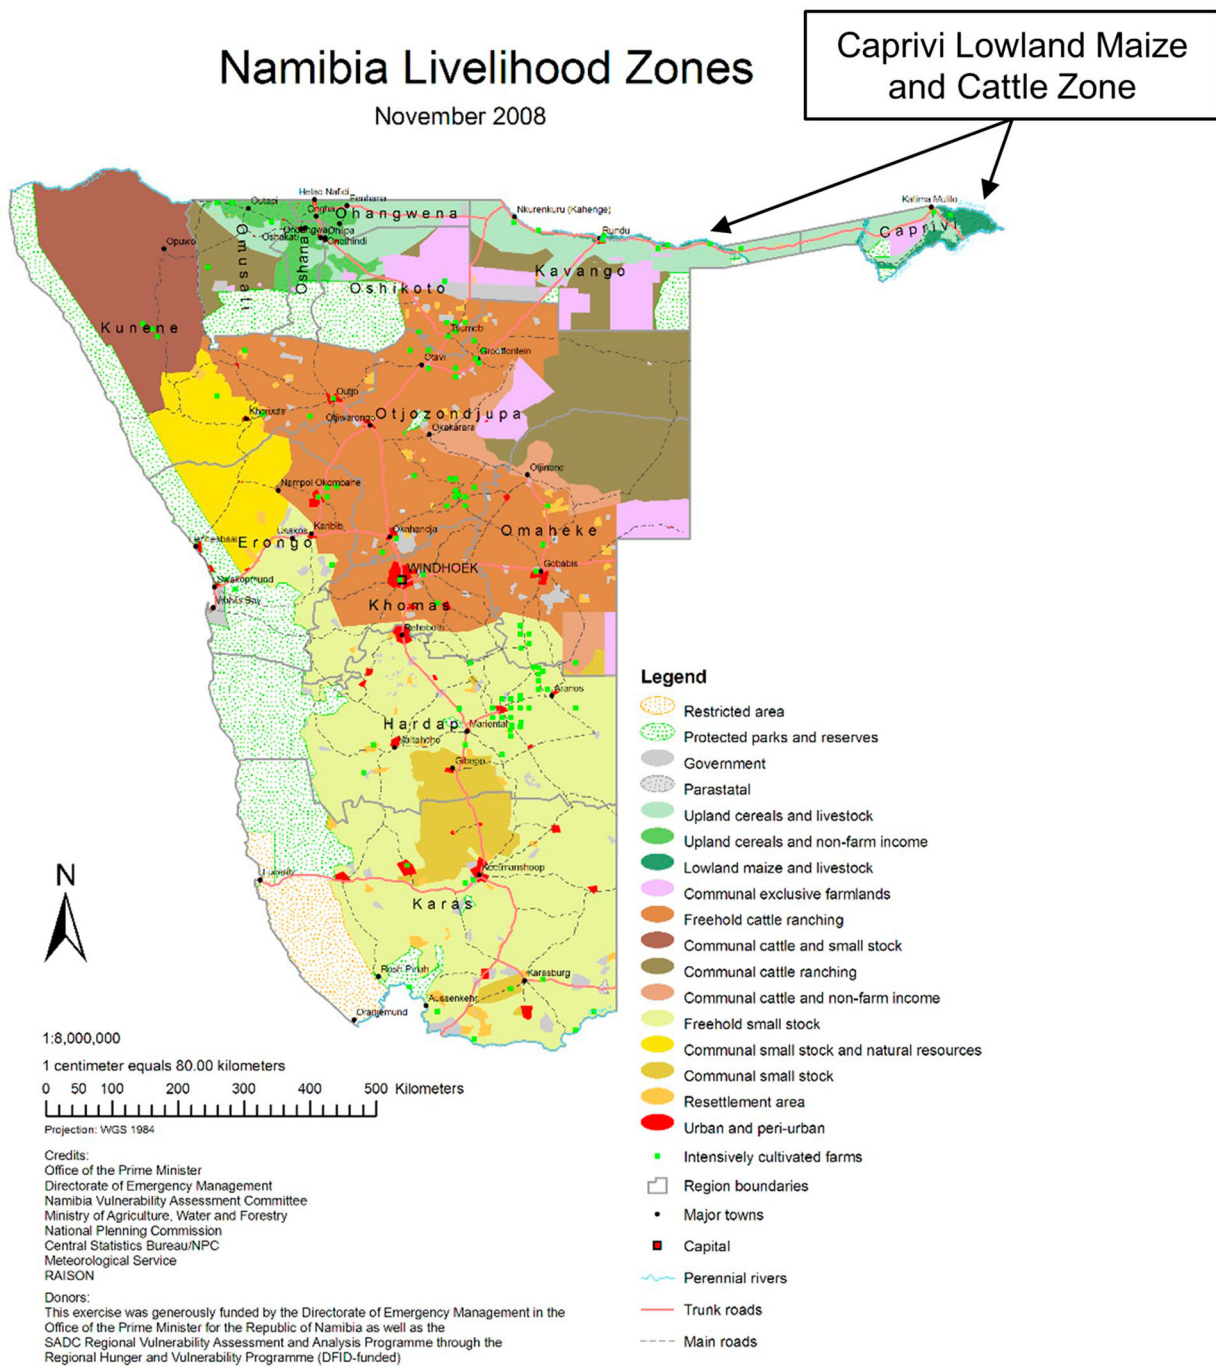 Namibia Livelihood Zones
November 2008
Caprivi Lowland Maize
and Cattle Zone
Helao Nafidi
Eenhana
Outapi
Ongha
Ohangwena
Oshakati
Ondangwa
Onipa
Onethindi
Opuwo
Omusati
Oshana
Oshikoto
Nkurenkuru (Kahenge)
Rundu
Kavango
Katima Mulilo
Caprivi
Kunene
Tsumeb
Grootfontein
Otavi
Outjo
Khorixas
Otjiwarongo
Otjozondjupa
Okakarara
Otjinene
Nampol Okombahe
Usakos
Karibib
Okahandja
Erongo
Omaheke
Gobabis
WINDHOEK
Swakopmund
Walvis Bay
Khomas
Rehoboth
Aranos
Hardap
Mariental
Maltahohe
Gibeon
Keetmanshoop
Luderitz
Karas
Rosh Pinah
Karasburg
Aussenkehr
Oranjemund
N
1:8,000,000
1 centimeter equals 80.00 kilometers
0 50 100 200 300 400 500 Kilometers
Projection: WGS 1984
Credits:
Office of the Prime Minister
Directorate of Emergency Management
Namibia Vulnerability Assessment Committee
Ministry of Agriculture, Water and Forestry
National Planning Commission
Central Statistics Bureau/NPC
Meteorological Service
RAISON
Donors:
This exercise was generously funded by the Directorate of Emergency Management in the
Office of the Prime Minister for the Republic of Namibia as well as the
SADC Regional Vulnerability Assessment and Analysis Programme through the
Regional Hunger and Vulnerability Programme (DFID-funded)
Legend
Restricted area
Protected parks and reserves
Government
Parastatal
Upland cereals and livestock
Upland cereals and non-farm income
Lowland maize and livestock
Communal exclusive farmlands
Freehold cattle ranching
Communal cattle and small stock
Communal cattle ranching
Communal cattle and non-farm income
Freehold small stock
Communal small stock and natural resources
Communal small stock
Resettlement area
Urban and peri-urban
Intensively cultivated farms
Region boundaries
Major towns
Capital
Perennial rivers
Trunk roads
Main roads